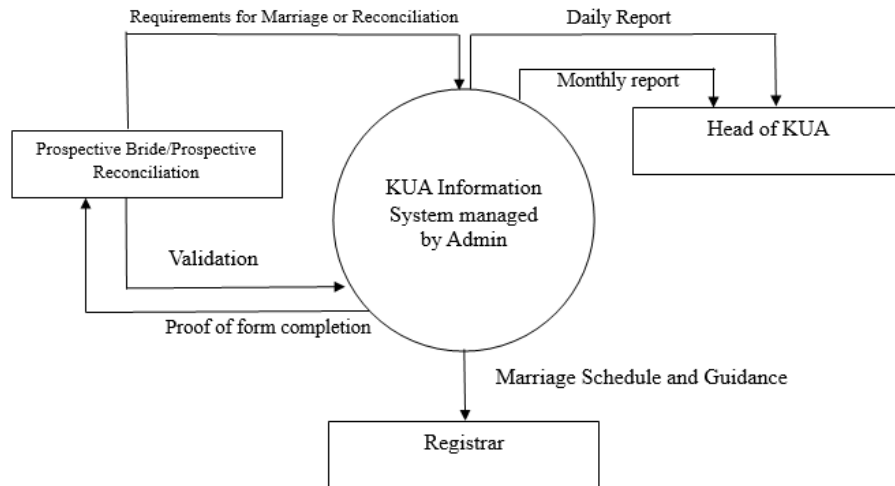 Requirements for Marriage or Reconciliation
Daily Report
Monthly report
Head of KUA
Prospective Bride/Prospective
Reconciliation
KUA Information
System managed
by Admin
Validation
Proof of form completion
Marriage Schedule and Guidance
Registrar